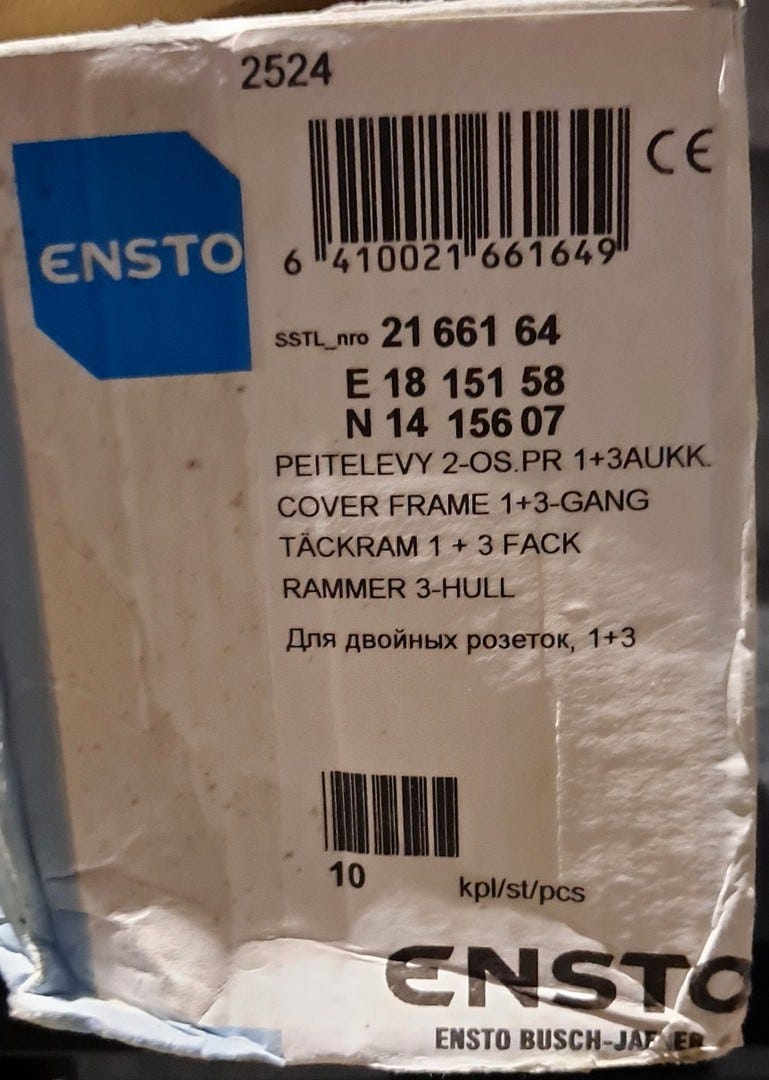 2524
CE
ENSTO
6 410021 661649
SSTL_nro 21 661 64
E 18 151 58
N 14 156 07
PEITELEVY 2-OS.PR 1+3AUKK.
COVER FRAME 1+3-GANG
TÄCKRAM 1 + 3 FACK
RAMMER 3-HULL
Для двойных розеток, 1+3
10 kpl/st/pcs
ENSTO
ENSTO